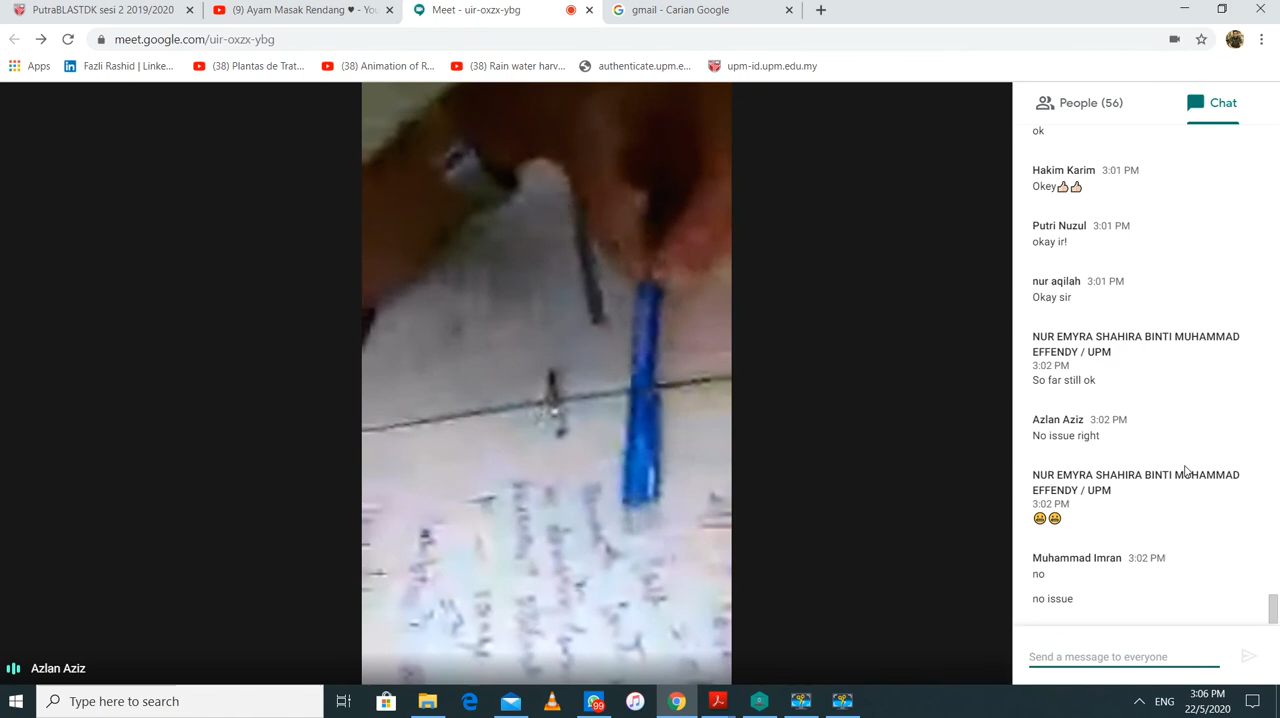 PutraBLASTDK sesi 2 2019/2020
(9) Ayam Masak Rendang ♥ - Yo
Meet - uir-oxzx-ybg
gmail - Carian Google
meet.google.com/uir-oxzx-ybg
Apps
Fazli Rashid | Linke...
(38) Plantas de Trat...
(38) Animation of R...
(38) Rain water harv...
authenticate.upm.e...
upm-id.upm.edu.my
People (56)
Chat
ok
Hakim Karim 3:01 PM
Okey👍🏻👍🏻
Putri Nuzul 3:01 PM
okay ir!
nur aqilah 3:01 PM
Okay sir
NUR EMYRA SHAHIRA BINTI MUHAMMAD
EFFENDY / UPM
3:02 PM
So far still ok
Azlan Aziz 3:02 PM
No issue right
NUR EMYRA SHAHIRA BINTI MUHAMMAD
EFFENDY / UPM
3:02 PM
Muhammad Imran 3:02 PM
no
no issue
Send a message to everyone
Azlan Aziz
Type here to search
99
ENG
3:06 PM
22/5/2020